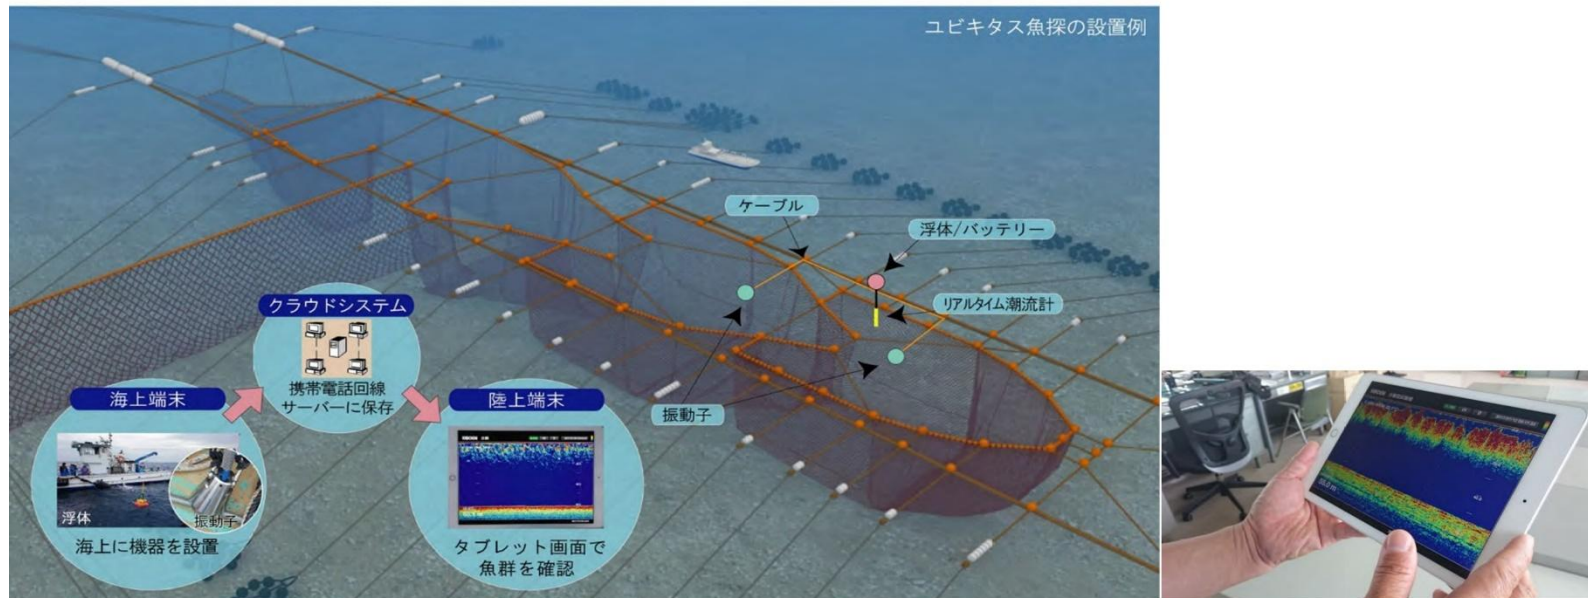 ユビキタス魚探の設置例
ケーブル
浮体/バッテリー
リアルタイム潮流計
振動子
クラウドシステム
携帯電話回線
サーバーに保存
海上端末
浮体
振動子
海上に機器を設置
陸上端末
タブレット画面で
魚群を確認